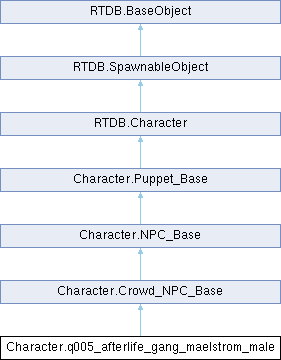 RTDB.BaseObject
RTDB.SpawnableObject
RTDB.Character
Character.Puppet_Base
Character.NPC_Base
Character.Crowd_NPC_Base
Character.q005_afterlife_gang_maelstrom_male